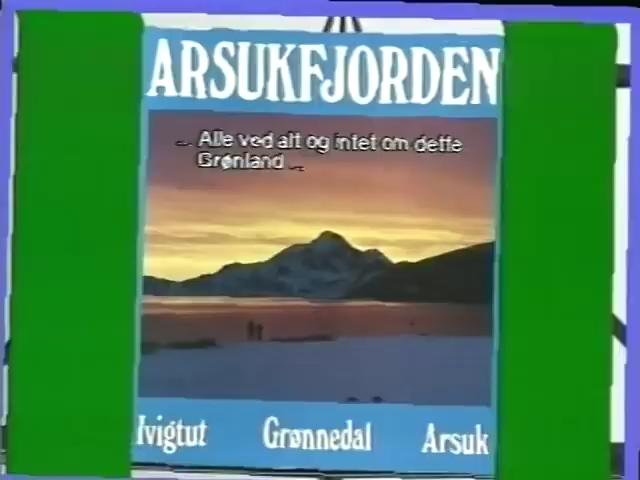 ARSUKFJORDEN
... Alle ved alt og intet om dette
Grønland ...
Ivigtut Grønnedal Arsuk